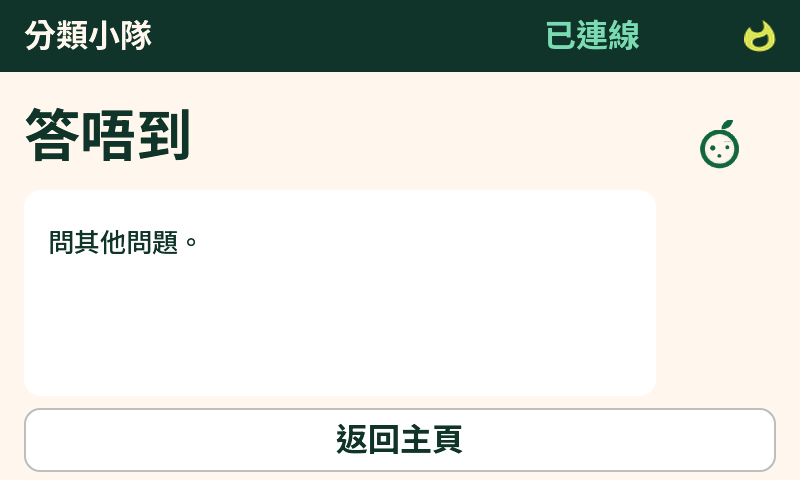 分類小隊
已連線
答唔到
問其他問題。
返回主頁